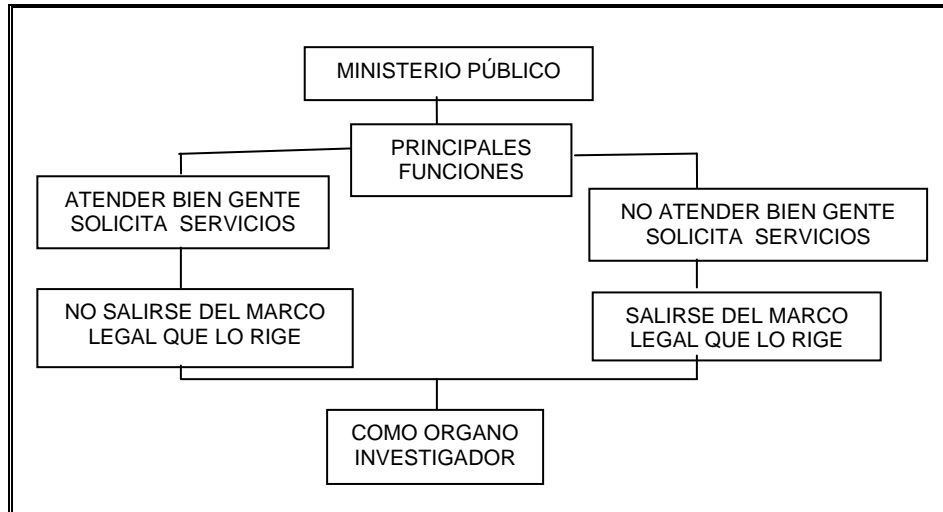 MINISTERIO PÚBLICO
PRINCIPALES
FUNCIONES
ATENDER BIEN GENTE
SOLICITA SERVICIOS
NO ATENDER BIEN GENTE
SOLICITA SERVICIOS
NO SALIRSE DEL MARCO
LEGAL QUE LO RIGE
SALIRSE DEL MARCO
LEGAL QUE LO RIGE
COMO ORGANO
INVESTIGADOR